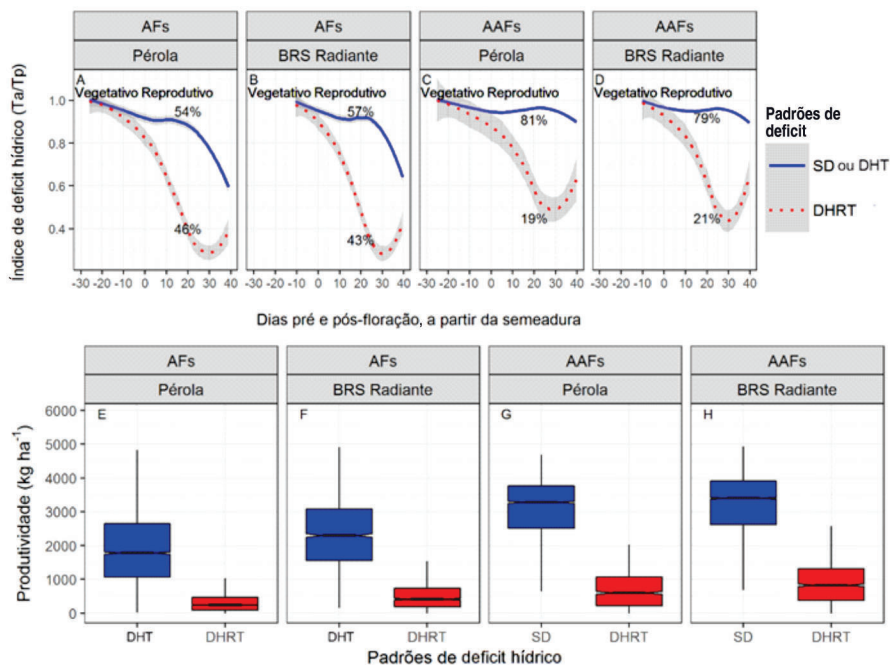 AFs AFs AAFs AAFs
Pérola BRS Radiante Pérola BRS Radiante
A B C D
Vegetativo Reprodutivo Vegetativo Reprodutivo Vegetativo Reprodutivo Vegetativo Reprodutivo
Índice de deficit hídrico (Ta/Tp)
1.0
0.8
0.6
0.4
54% 57% 81% 79%
46% 43% 19% 21%
-30 -20 -10 0 10 20 30 40 -30 -20 -10 0 10 20 30 40 -30 -20 -10 0 10 20 30 40 -30 -20 -10 0 10 20 30 40
Dias pré e pós-floração, a partir da semeadura
Padrões de
deficit
SD ou DHT
DHRT
AFs AFs AAFs AAFs
Pérola BRS Radiante Pérola BRS Radiante
E F G H
Produtividade (kg ha-1)
6000
5000
4000
3000
2000
1000
0
DHT DHRT DHT DHRT SD DHRT SD DHRT
Padrões de deficit hídrico